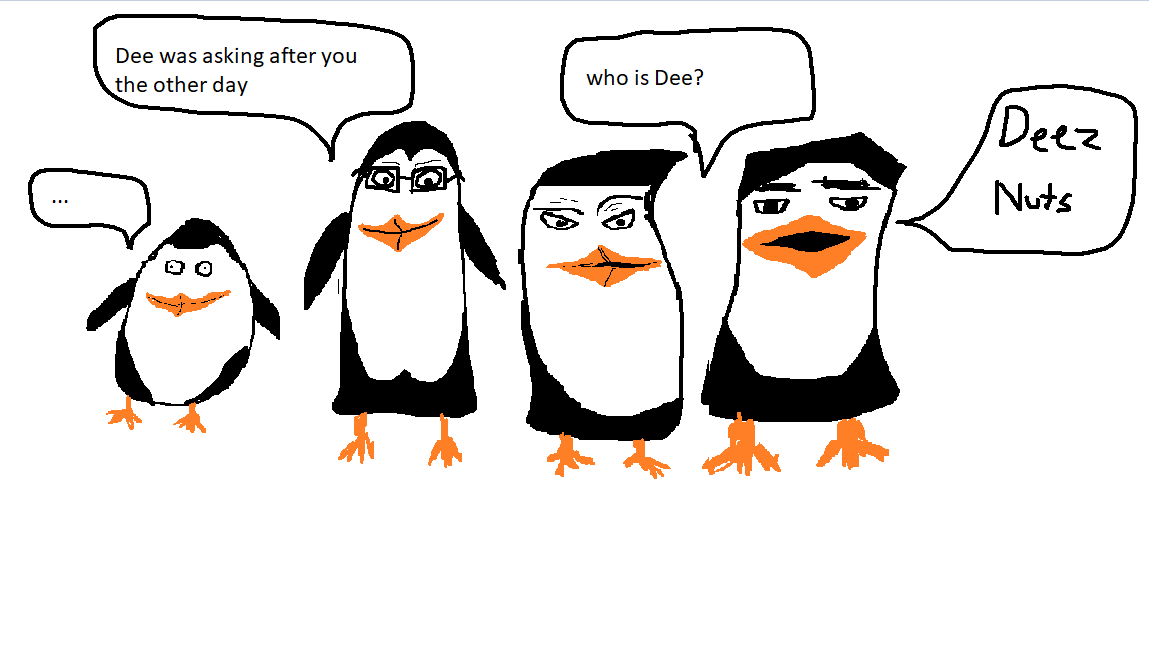 Dee was asking after you
the other day
who is Dee?
...
Deez
Nuts